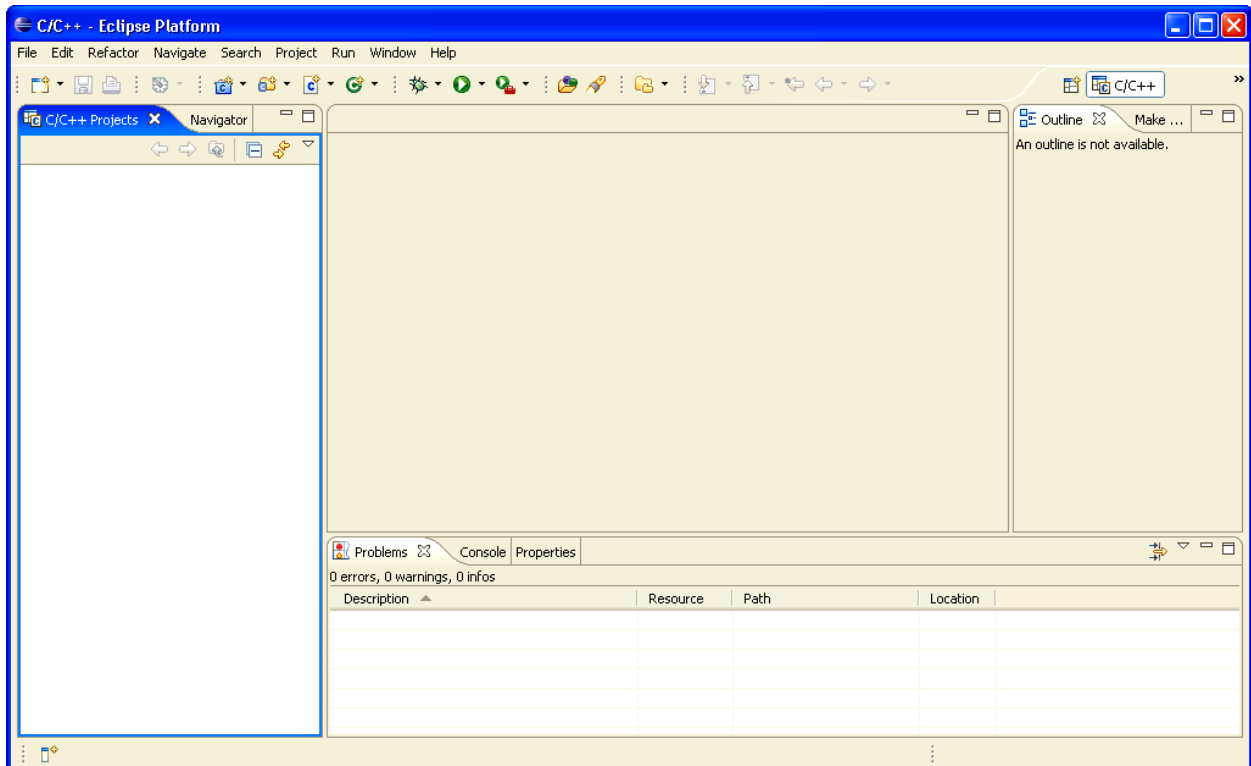 C/C++ - Eclipse Platform
File Edit Refactor Navigate Search Project Run Window Help
C/C++
»
C/C++ Projects Navigator
Outline Make ...
An outline is not available.
Problems Console Properties
0 errors, 0 warnings, 0 infos
Description Resource Path Location